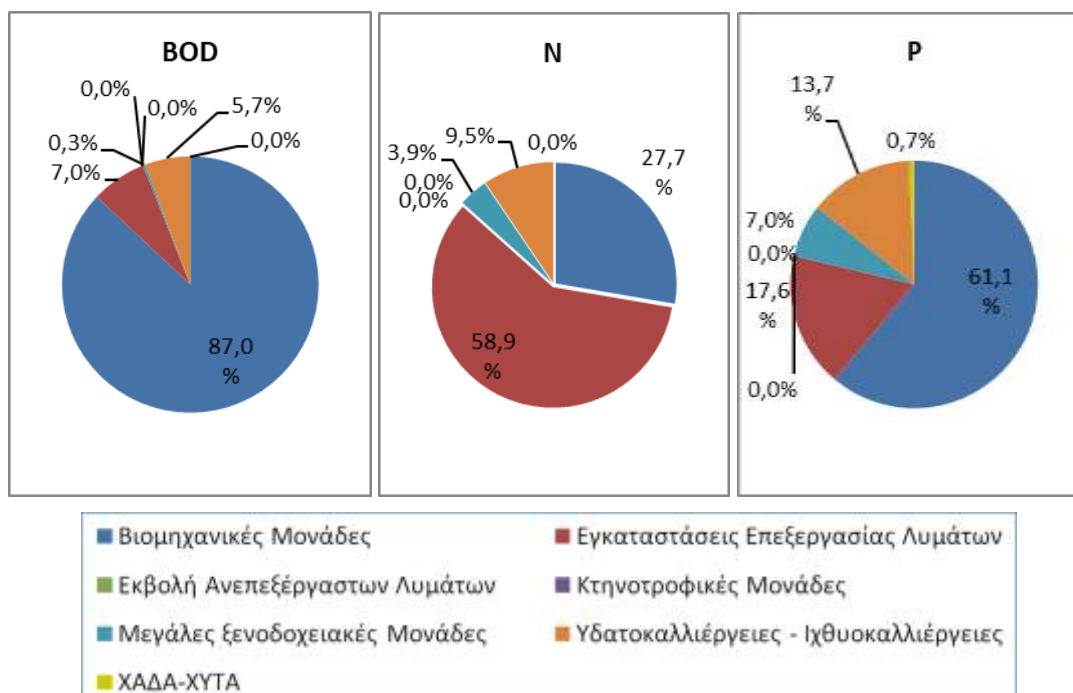 BOD
0,0%
0,0%
5,7%
0,3%
0,0%
7,0%
87,0
%
N
9,5%
0,0%
3,9%
27,7
%
0,0%
0,0%
58,9
%
P
13,7
%
0,7%
7,0%
0,0%
17,6
%
61,1
%
0,0%
Βιομηχανικές Μονάδες
Εγκαταστάσεις Επεξεργασίας Λυμάτων
Εκβολή Ανεπεξέργαστων Λυμάτων
Κτηνοτροφικές Μονάδες
Μεγάλες ξενοδοχειακές Μονάδες
Υδατοκαλλιέργειες - Ιχθυοκαλλιέργειες
ΧΑΔΑ-ΧΥΤΑ